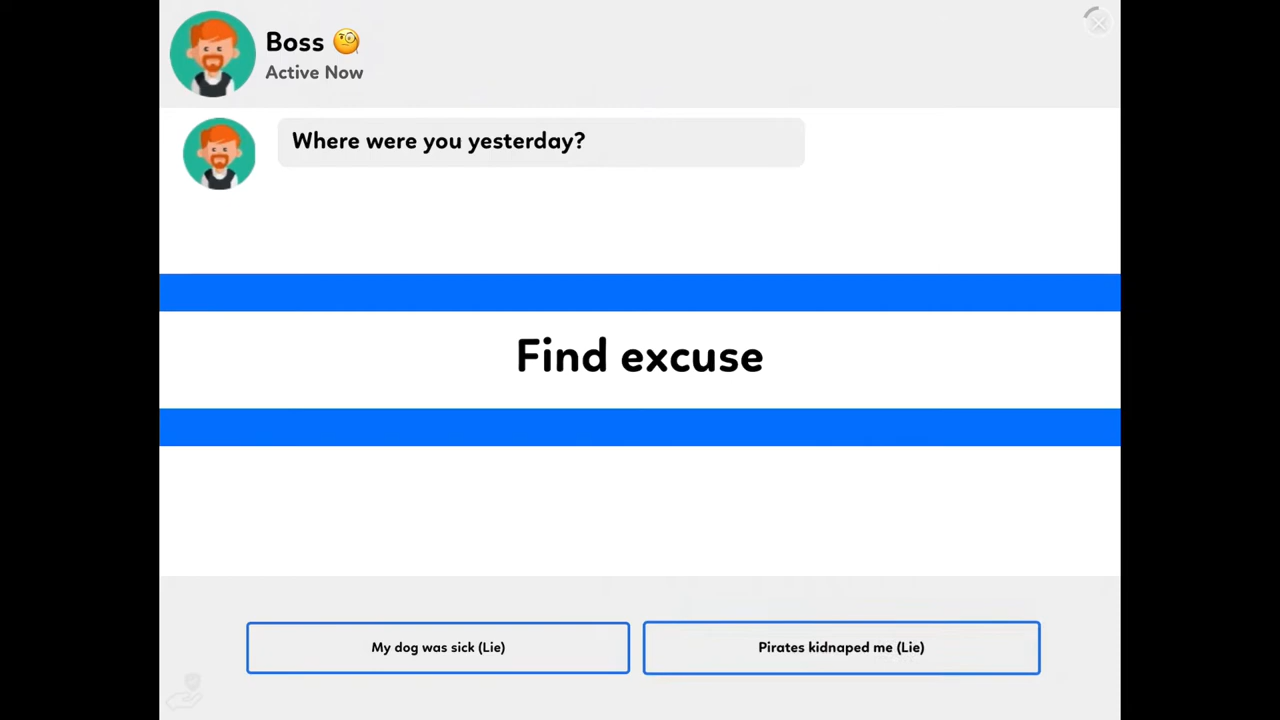 Boss 🧐
Active Now
Where were you yesterday?
Find excuse
My dog was sick (Lie)
Pirates kidnaped me (Lie)